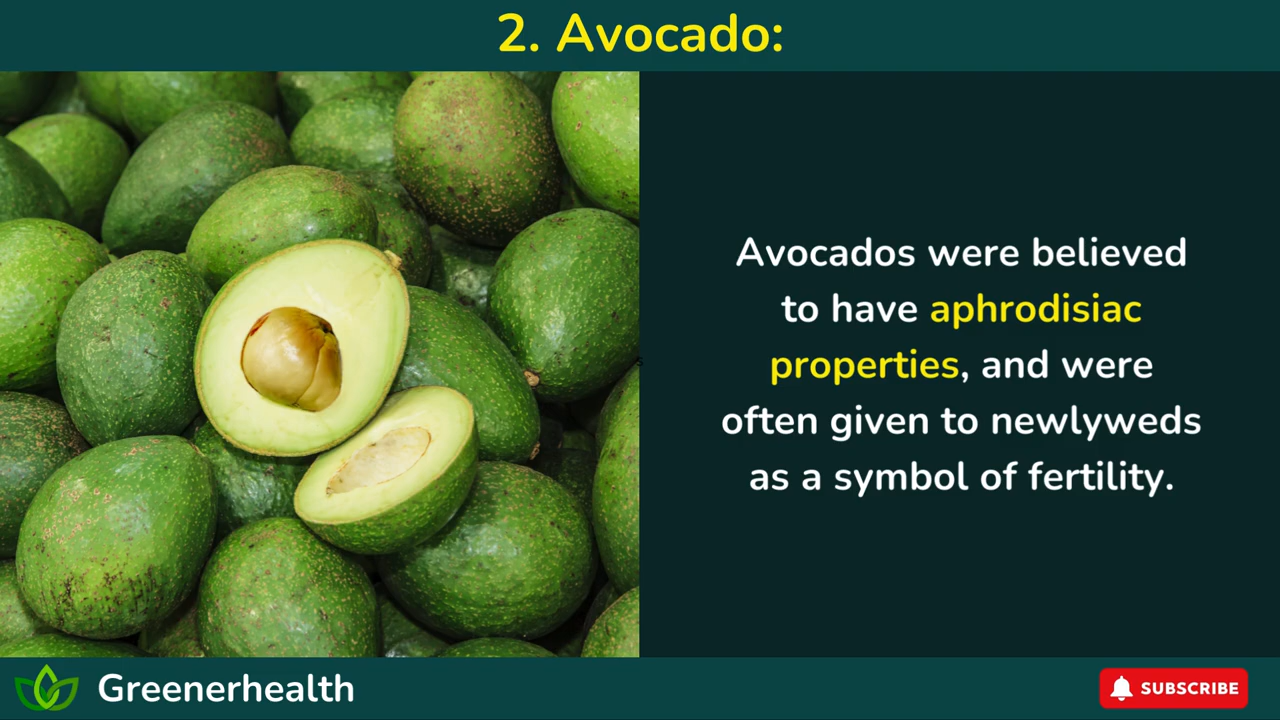 2. Avocado:
Avocados were believed
to have aphrodisiac
properties, and were
often given to newlyweds
as a symbol of fertility.
Greenerhealth
SUBSCRIBE